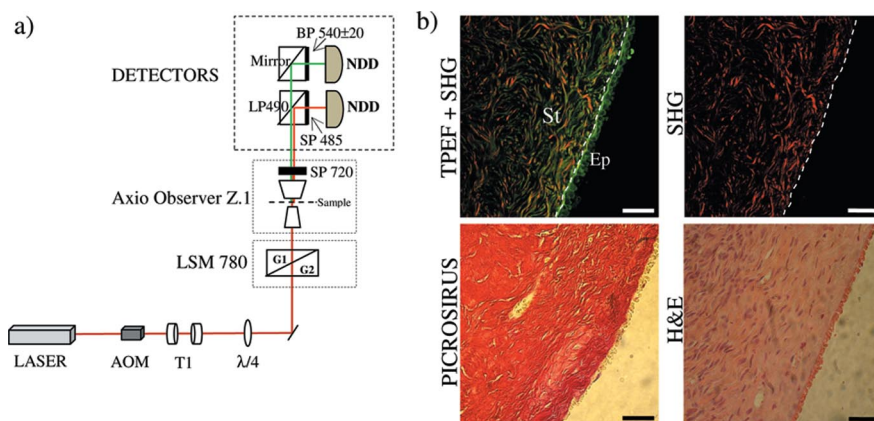 a)
BP 540±20
Mirror
NDD
DETECTORS
LP490
NDD
SP 485
SP 720
Axio Observer Z.1
Sample
LSM 780
G1
G2
LASER
AOM
T1
λ/4
b)
TPEF + SHG
St
Ep
SHG
PICROSIRUS
H&E